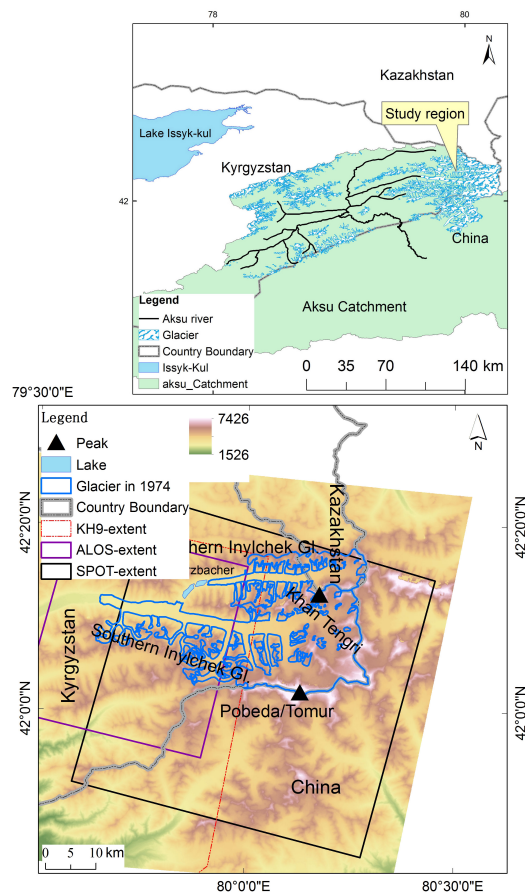 78
80
N
Kazakhstan
Study region
Lake Issyk-kul
Kyrgyzstan
42
China
Aksu Catchment
Legend
Aksu river
Glacier
Country Boundary
Issyk-Kul
aksu_Catchment
0 35 70 140 km
79°30'0"E
Legend
Peak
Lake
Glacier in 1974
Country Boundary
KH9-extent
ALOS-extent
SPOT-extent
7426
1526
N
42°20'0"N
42°20'0"N
Kazakhstan
hern Inylchek Gl.
rzbacher
Khan Tengri
Kyrgyzstan
Southern Inylchek Gl.
42°0'0"N
42°0'0"N
Pobeda/Tomur
China
0 5 10 km
80°0'0"E
80°30'0"E